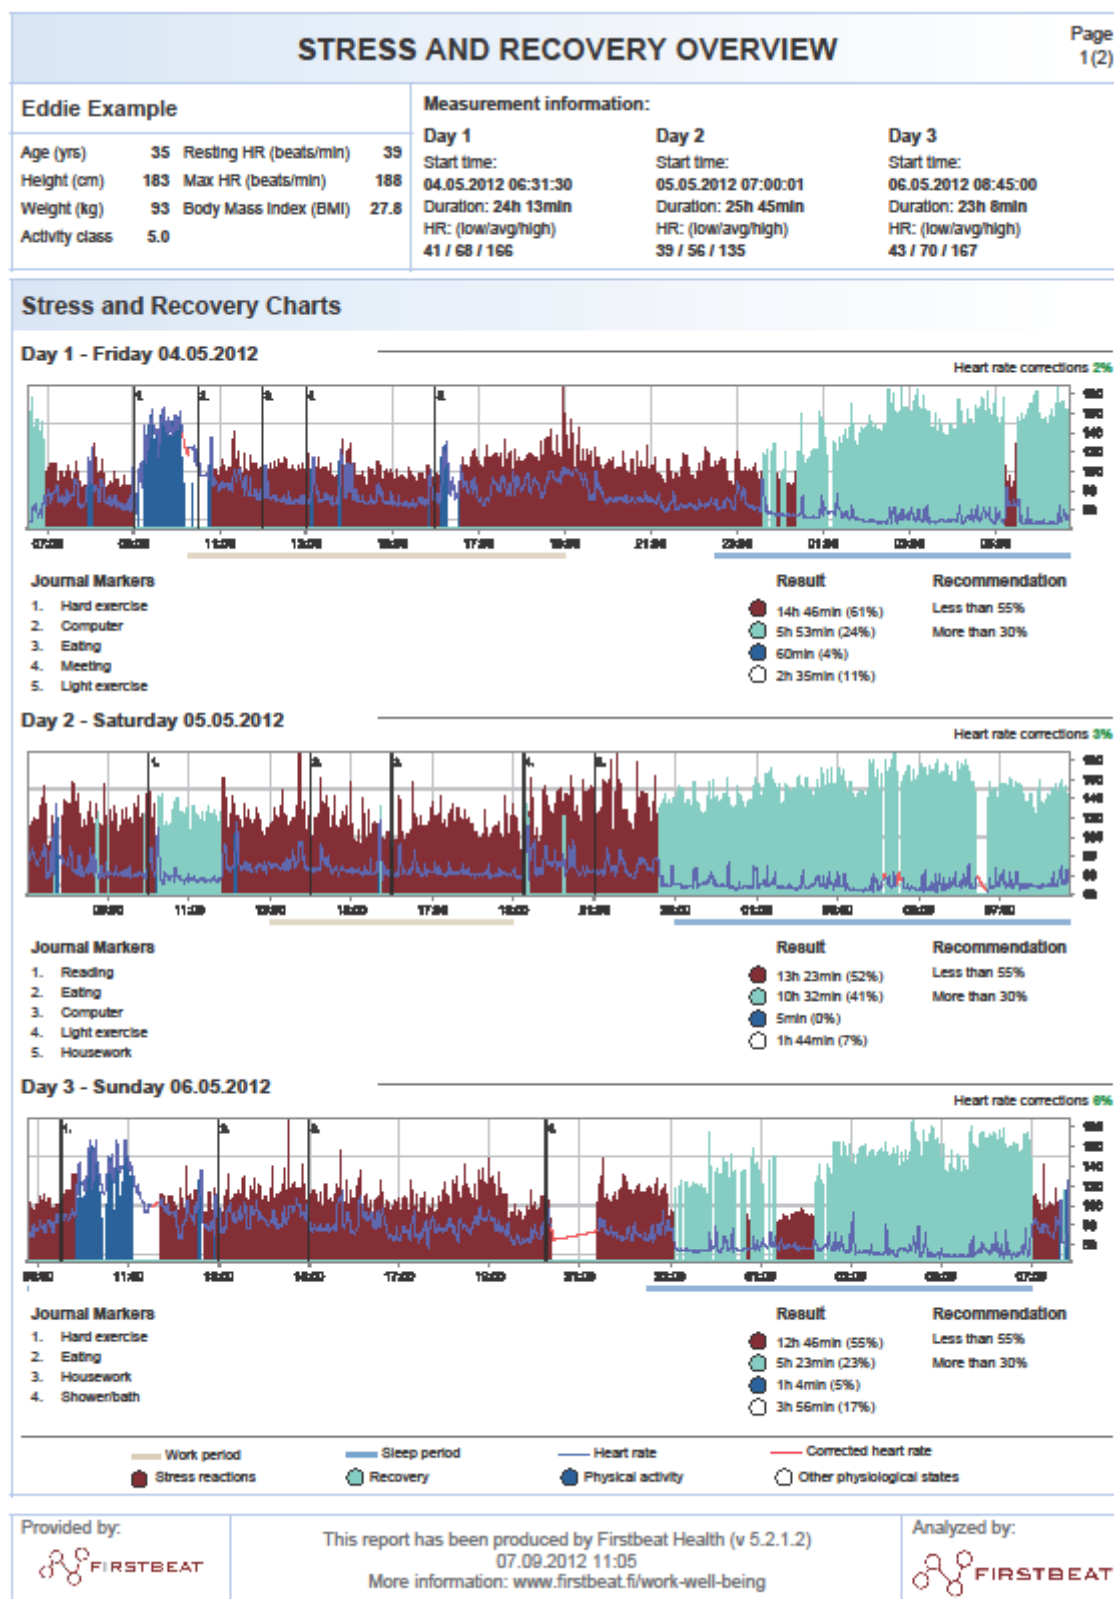 STRESS AND RECOVERY OVERVIEW
Page
1(2)
Eddie Example
Age (yrs) 35 Resting HR (beats/min) 39
Height (cm) 183 Max HR (beats/min) 188
Weight (kg) 93 Body Mass Index (BMI) 27.8
Activity class 5.0
Measurement information:
Day 1 Day 2 Day 3
Start time: Start time: Start time:
04.05.2012 06:31:30 05.05.2012 07:00:01 06.05.2012 08:45:00
Duration: 24h 13min Duration: 25h 45min Duration: 23h 8min
HR: (low/avg/high) HR: (low/avg/high) HR: (low/avg/high)
41 / 68 / 166 39 / 56 / 135 43 / 70 / 167
Stress and Recovery Charts
Day 1 - Friday 04.05.2012
Heart rate corrections 2%
Journal Markers Result Recommendation
1. Hard exercise 14h 46min (61%) Less than 55%
2. Computer 5h 53min (24%) More than 30%
3. Eating 60min (4%)
4. Meeting 2h 35min (11%)
5. Light exercise
Day 2 - Saturday 05.05.2012
Heart rate corrections 3%
Journal Markers Result Recommendation
1. Reading 13h 23min (52%) Less than 55%
2. Eating 10h 32min (41%) More than 30%
3. Computer 5min (0%)
4. Light exercise 1h 44min (7%)
5. Housework
Day 3 - Sunday 06.05.2012
Heart rate corrections 6%
Journal Markers Result Recommendation
1. Hard exercise 12h 46min (55%) Less than 55%
2. Eating 5h 23min (23%) More than 30%
3. Housework 1h 4min (5%)
4. Shower/bath 3h 56min (17%)
Work period Sleep period Heart rate Corrected heart rate
Stress reactions Recovery Physical activity Other physiological states
Provided by:
FIRSTBEAT
This report has been produced by Firstbeat Health (v 5.2.1.2)
07.09.2012 11:05
More information: www.firstbeat.fi/work-well-being
Analyzed by:
FIRSTBEAT